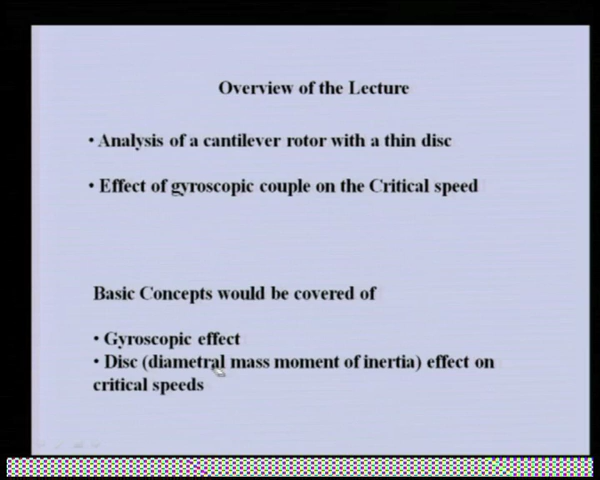 Overview of the Lecture
• Analysis of a cantilever rotor with a thin disc
• Effect of gyroscopic couple on the Critical speed
Basic Concepts would be covered of
• Gyroscopic effect
• Disc (diametral mass moment of inertia) effect on
critical speeds